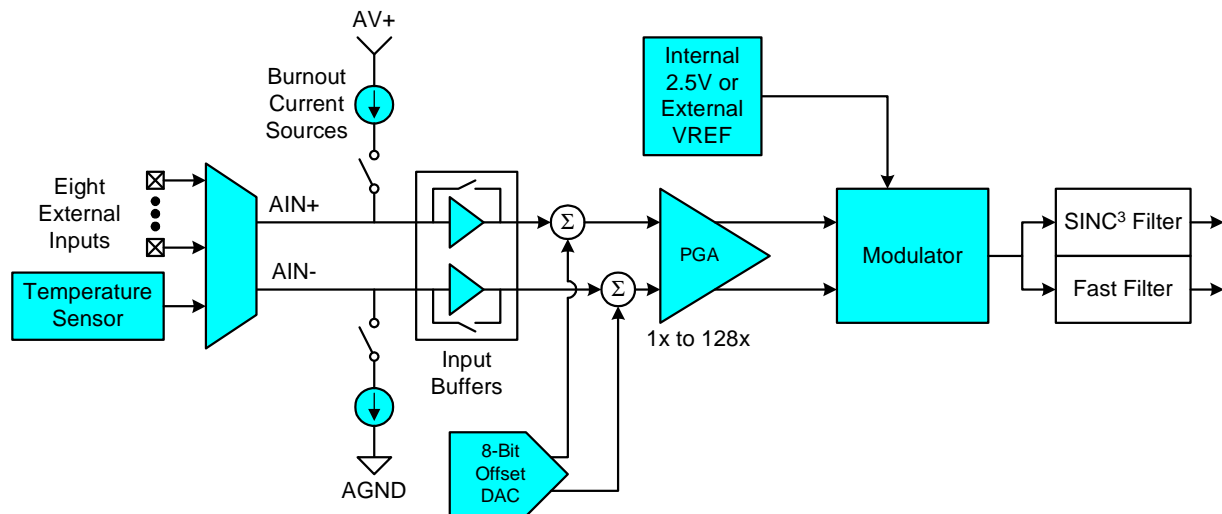 AV+
Burnout
Current
Sources
Internal
2.5V or
External
VREF
Eight
External
Inputs
AIN+
AIN-
Temperature
Sensor
Σ
Σ
PGA
1x to 128x
Modulator
SINC³ Filter
Fast Filter
Input
Buffers
8-Bit
Offset
DAC
AGND